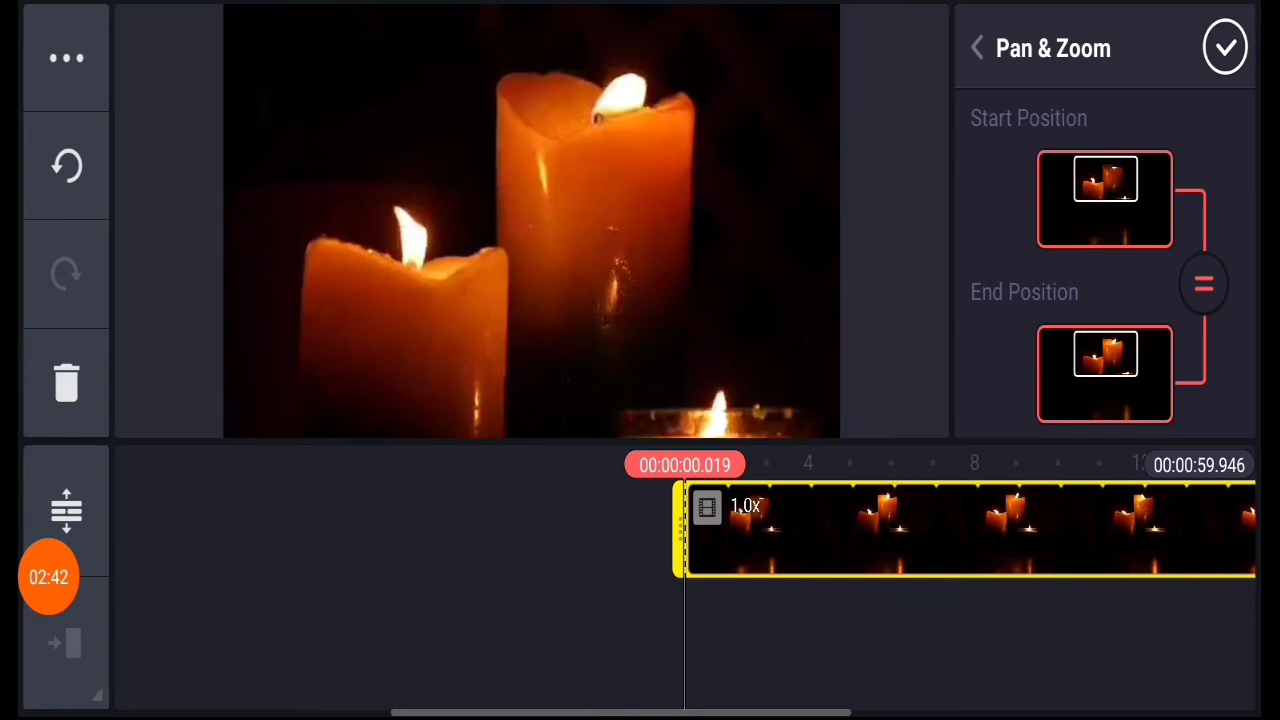 Pan & Zoom
Start Position
End Position
00:00:00.019
4
8
00:00:59.946
1.0x
02:42